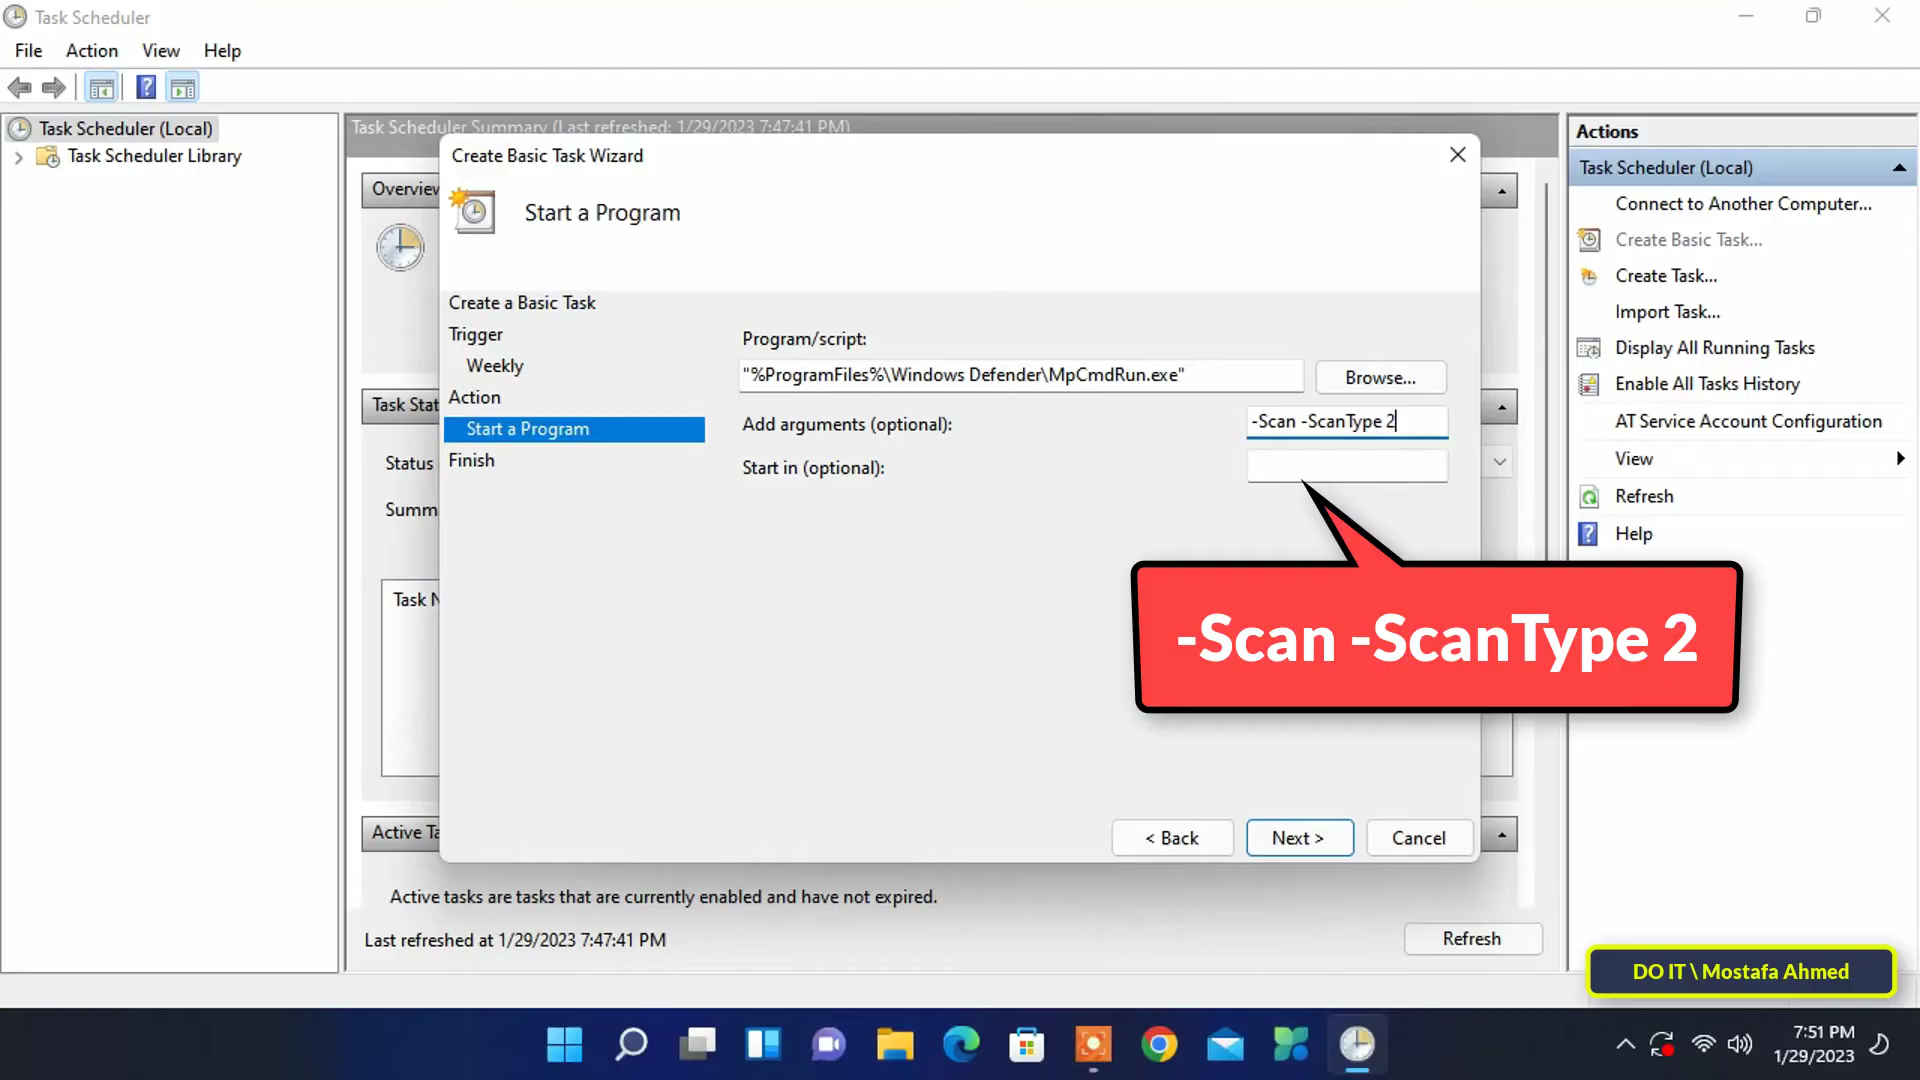 Task Scheduler
File Action View Help
Task Scheduler (Local)
Task Scheduler Library
Task Scheduler Summary (Last refreshed: 1/29/2023 7:47:41 PM)
Overview
Task Stat
Status
Summ
Task N
Active Ta
Active tasks are tasks that are currently enabled and have not expired.
Last refreshed at 1/29/2023 7:47:41 PM
Refresh
Create Basic Task Wizard
Start a Program
Create a Basic Task
Trigger
Weekly
Action
Start a Program
Finish
Program/script:
"%ProgramFiles%\Windows Defender\MpCmdRun.exe"
Browse...
Add arguments (optional):
-Scan -ScanType 2
Start in (optional):
< Back
Next >
Cancel
-Scan -ScanType 2
Actions
Task Scheduler (Local)
Connect to Another Computer...
Create Basic Task...
Create Task...
Import Task...
Display All Running Tasks
Enable All Tasks History
AT Service Account Configuration
View
Refresh
Help
DO IT \ Mostafa Ahmed
7:51 PM
1/29/2023